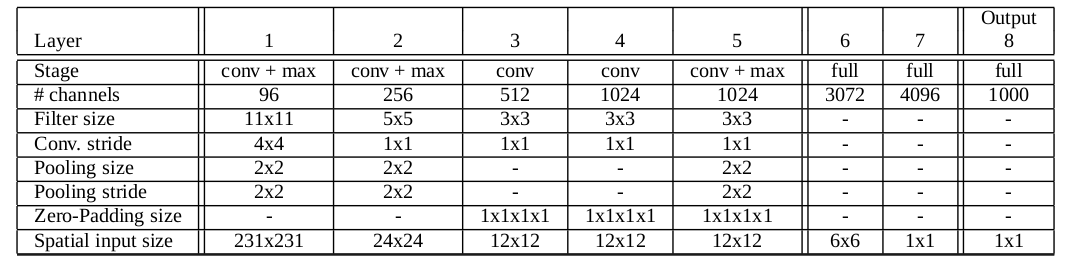 Layer 1 2 3 4 5 6 7 Output 8
Stage conv + max conv + max conv conv conv + max full full full
# channels 96 256 512 1024 1024 3072 4096 1000
Filter size 11x11 5x5 3x3 3x3 3x3 - - -
Conv. stride 4x4 1x1 1x1 1x1 1x1 - - -
Pooling size 2x2 2x2 - - 2x2 - - -
Pooling stride 2x2 2x2 - - 2x2 - - -
Zero-Padding size - - 1x1x1x1 1x1x1x1 1x1x1x1 - - -
Spatial input size 231x231 24x24 12x12 12x12 12x12 6x6 1x1 1x1